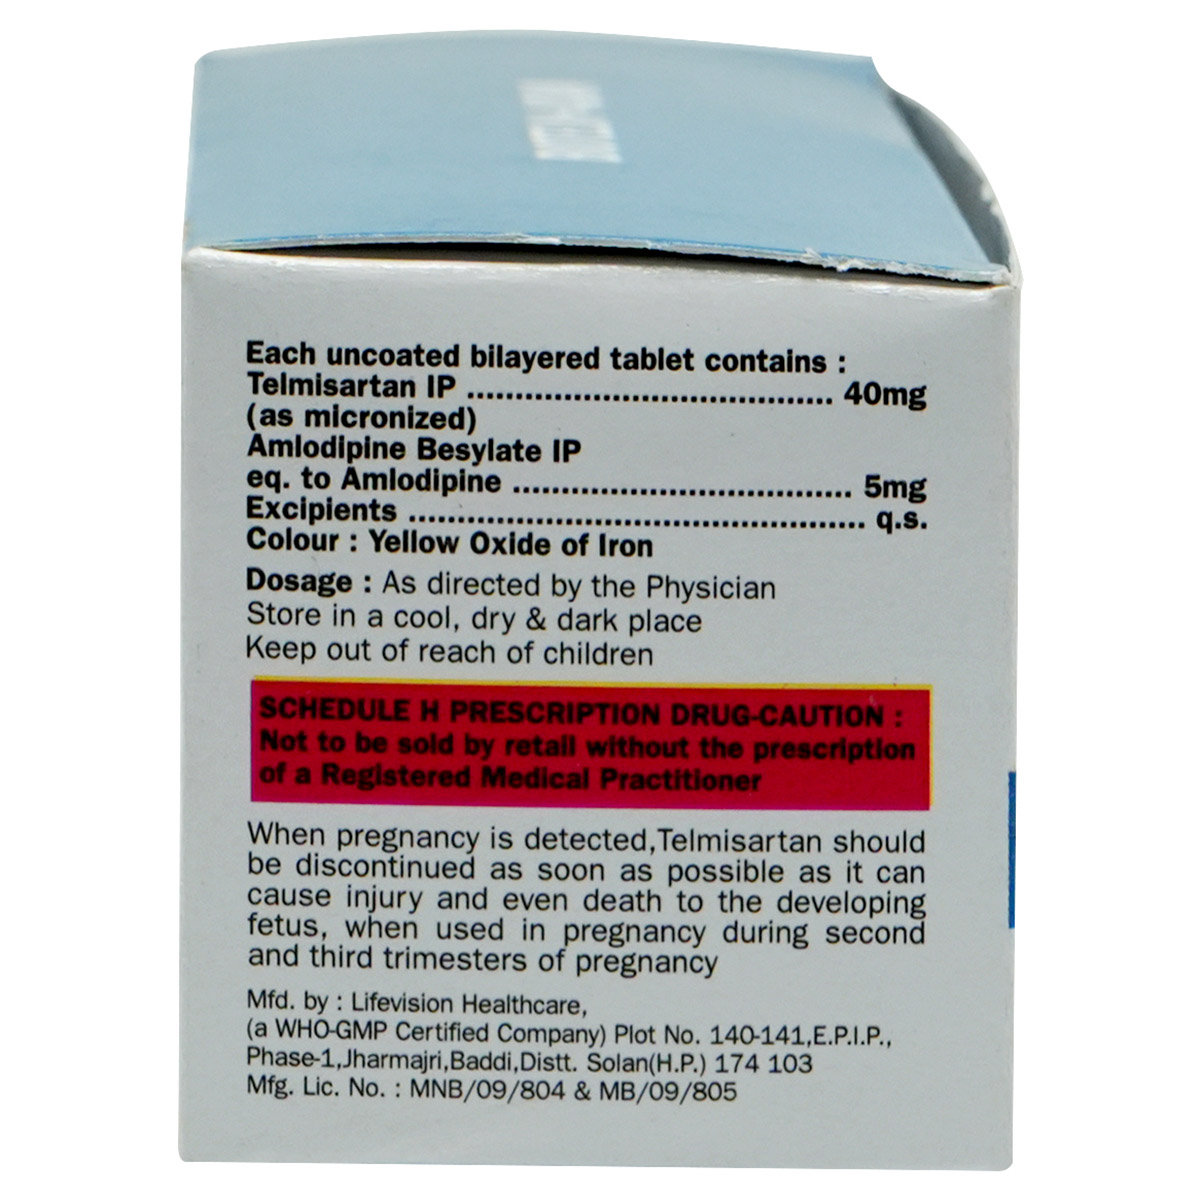 Each uncoated bilayered tablet contains :
Telmisartan IP ...................................... 40mg
(as micronized)
Amlodipine Besylate IP
eq. to Amlodipine ................................... 5mg
Excipients ............................................... q.s.
Colour : Yellow Oxide of Iron
Dosage : As directed by the Physician
Store in a cool, dry & dark place
Keep out of reach of children
SCHEDULE H PRESCRIPTION DRUG-CAUTION :
Not to be sold by retail without the prescription
of a Registered Medical Practitioner
When pregnancy is detected,Telmisartan should
be discontinued as soon as possible as it can
cause injury and even death to the developing
fetus, when used in pregnancy during second
and third trimesters of pregnancy
Mfd. by : Lifevision Healthcare,
(a WHO-GMP Certified Company) Plot No. 140-141,E.P.I.P.,
Phase-1,Jharmajri,Baddi,Distt. Solan(H.P.) 174 103
Mfg. Lic. No. : MNB/09/804 & MB/09/805